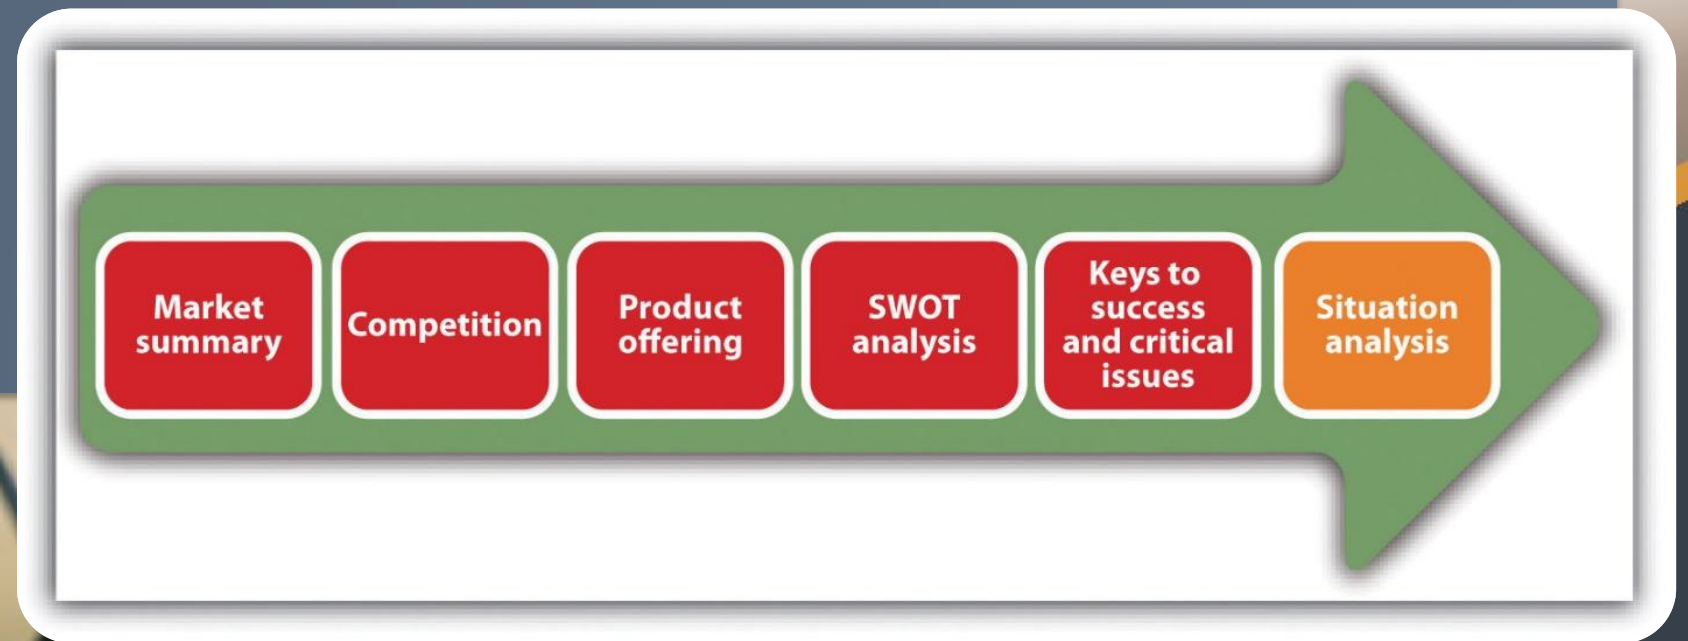 Market
summary
Competition
Product
offering
SWOT
analysis
Keys to
success
and critical
issues
Situation
analysis